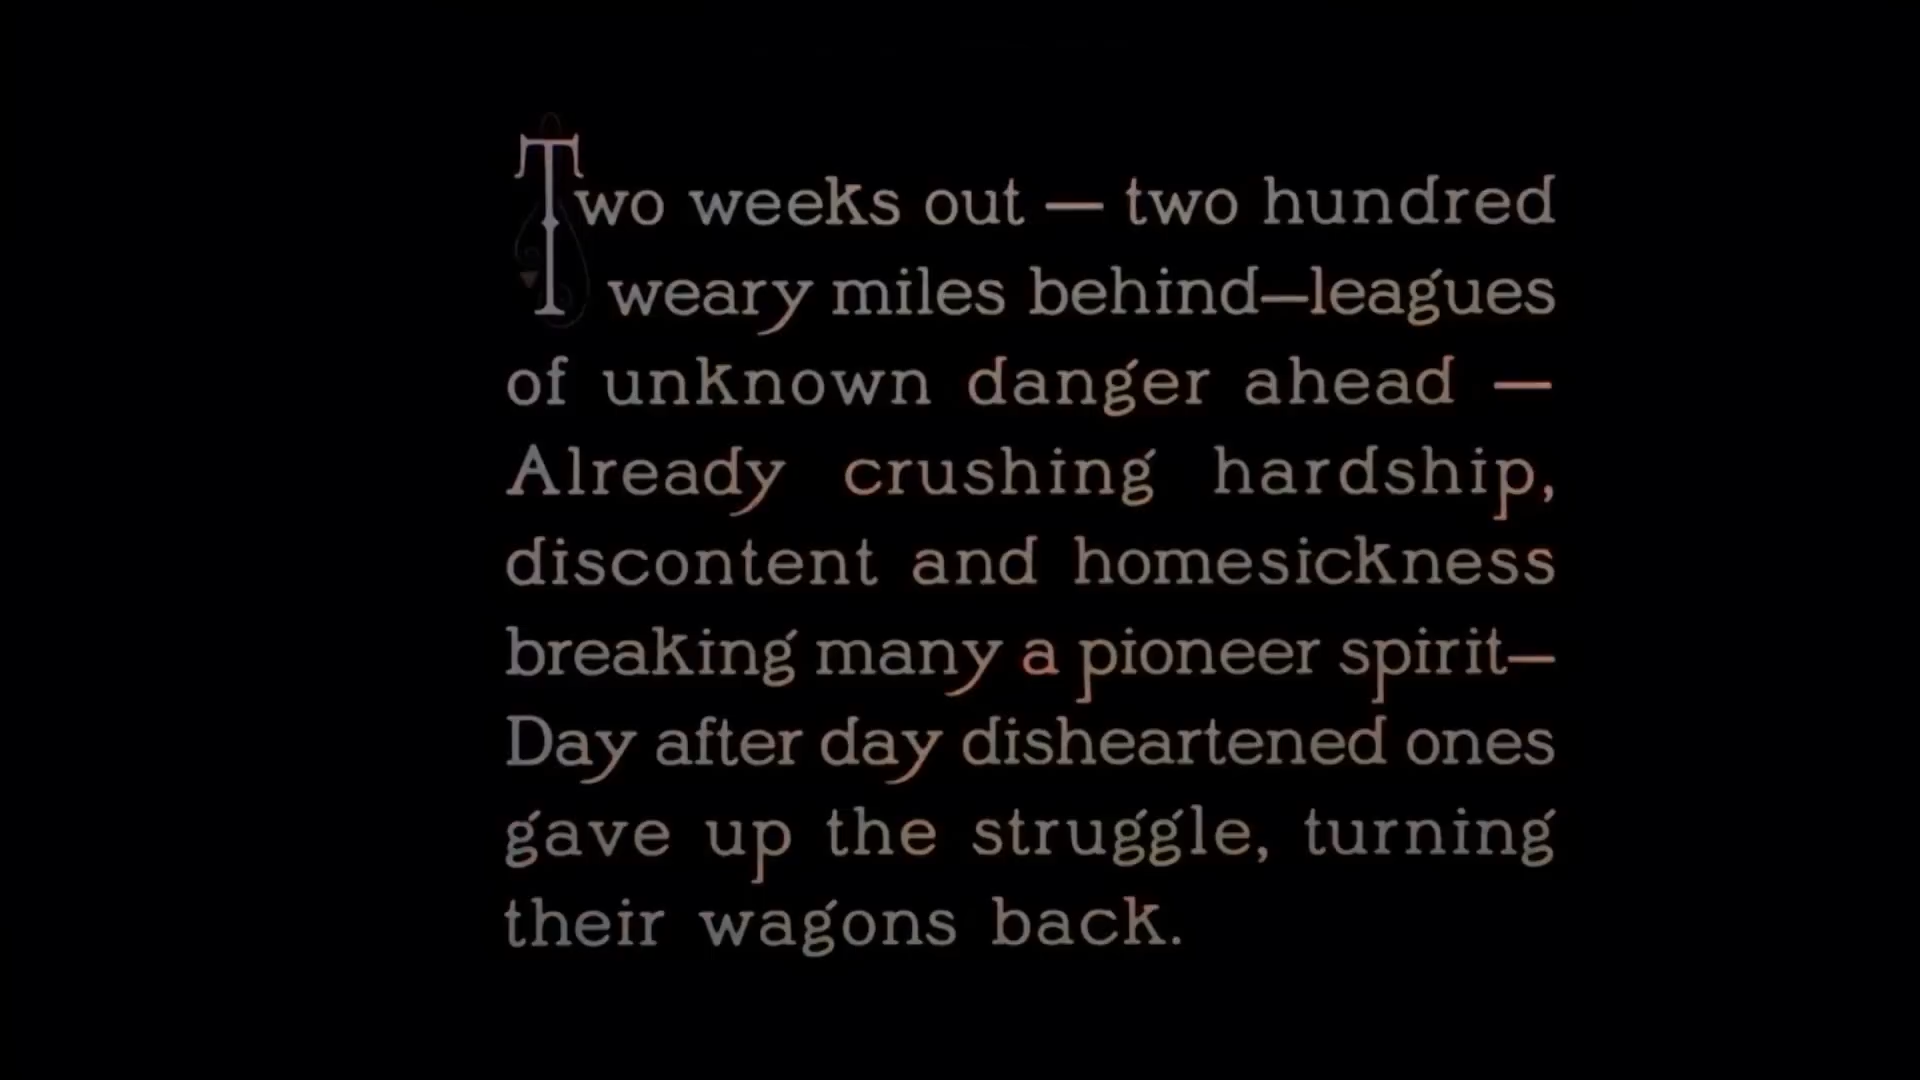 Two weeks out — two hundred
weary miles behind—leagues
of unknown danger ahead —
Already crushing hardship,
discontent and homesickness
breaking many a pioneer spirit—
Day after day disheartened ones
gave up the struggle, turning
their wagons back.